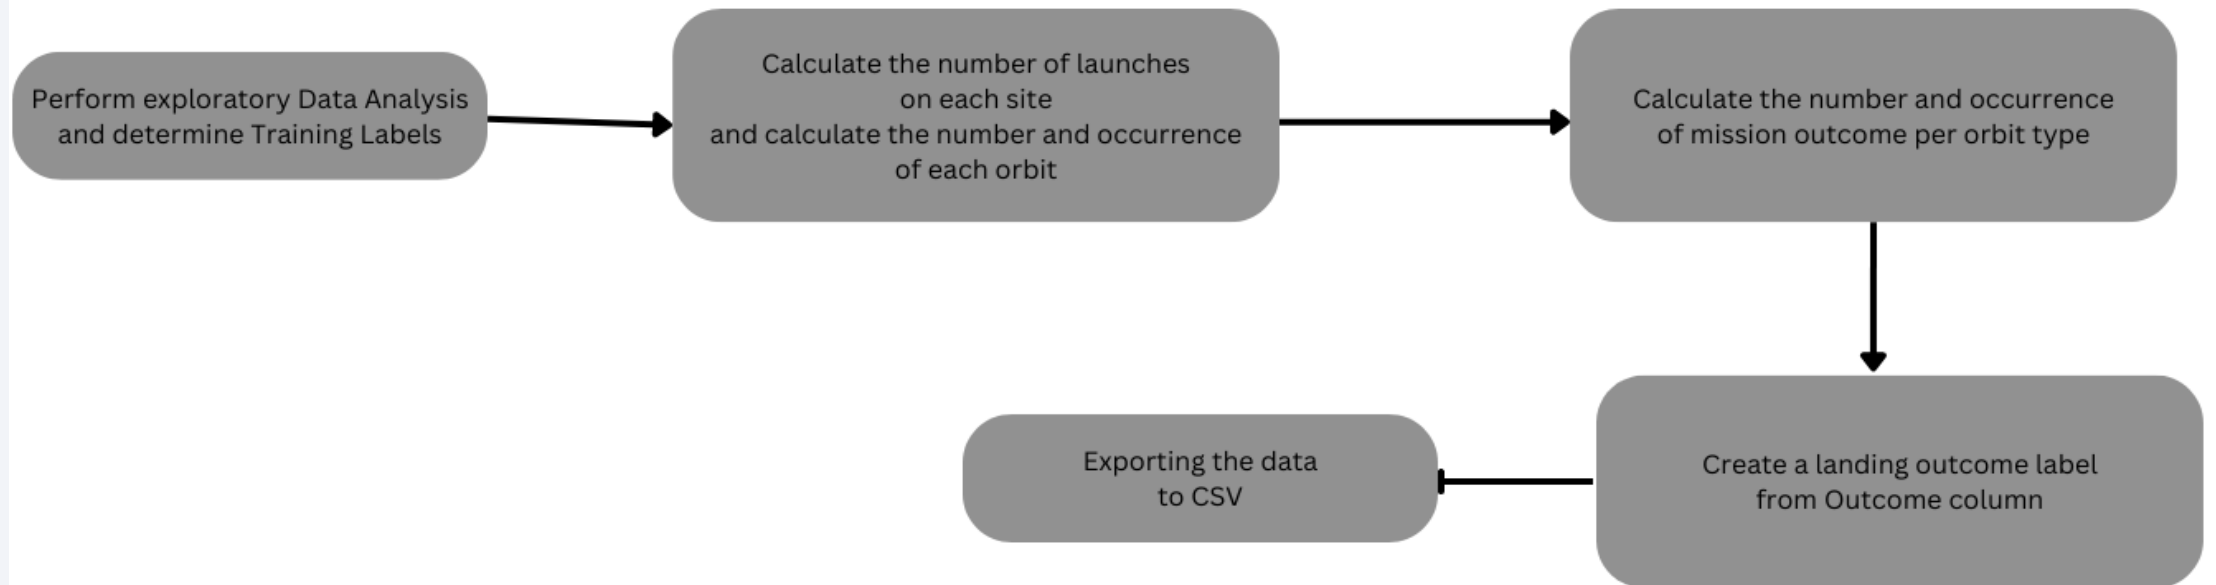 Perform exploratory Data Analysis
and determine Training Labels
Calculate the number of launches
on each site
and calculate the number and occurrence
of each orbit
Calculate the number and occurrence
of mission outcome per orbit type
Create a landing outcome label
from Outcome column
Exporting the data
to CSV